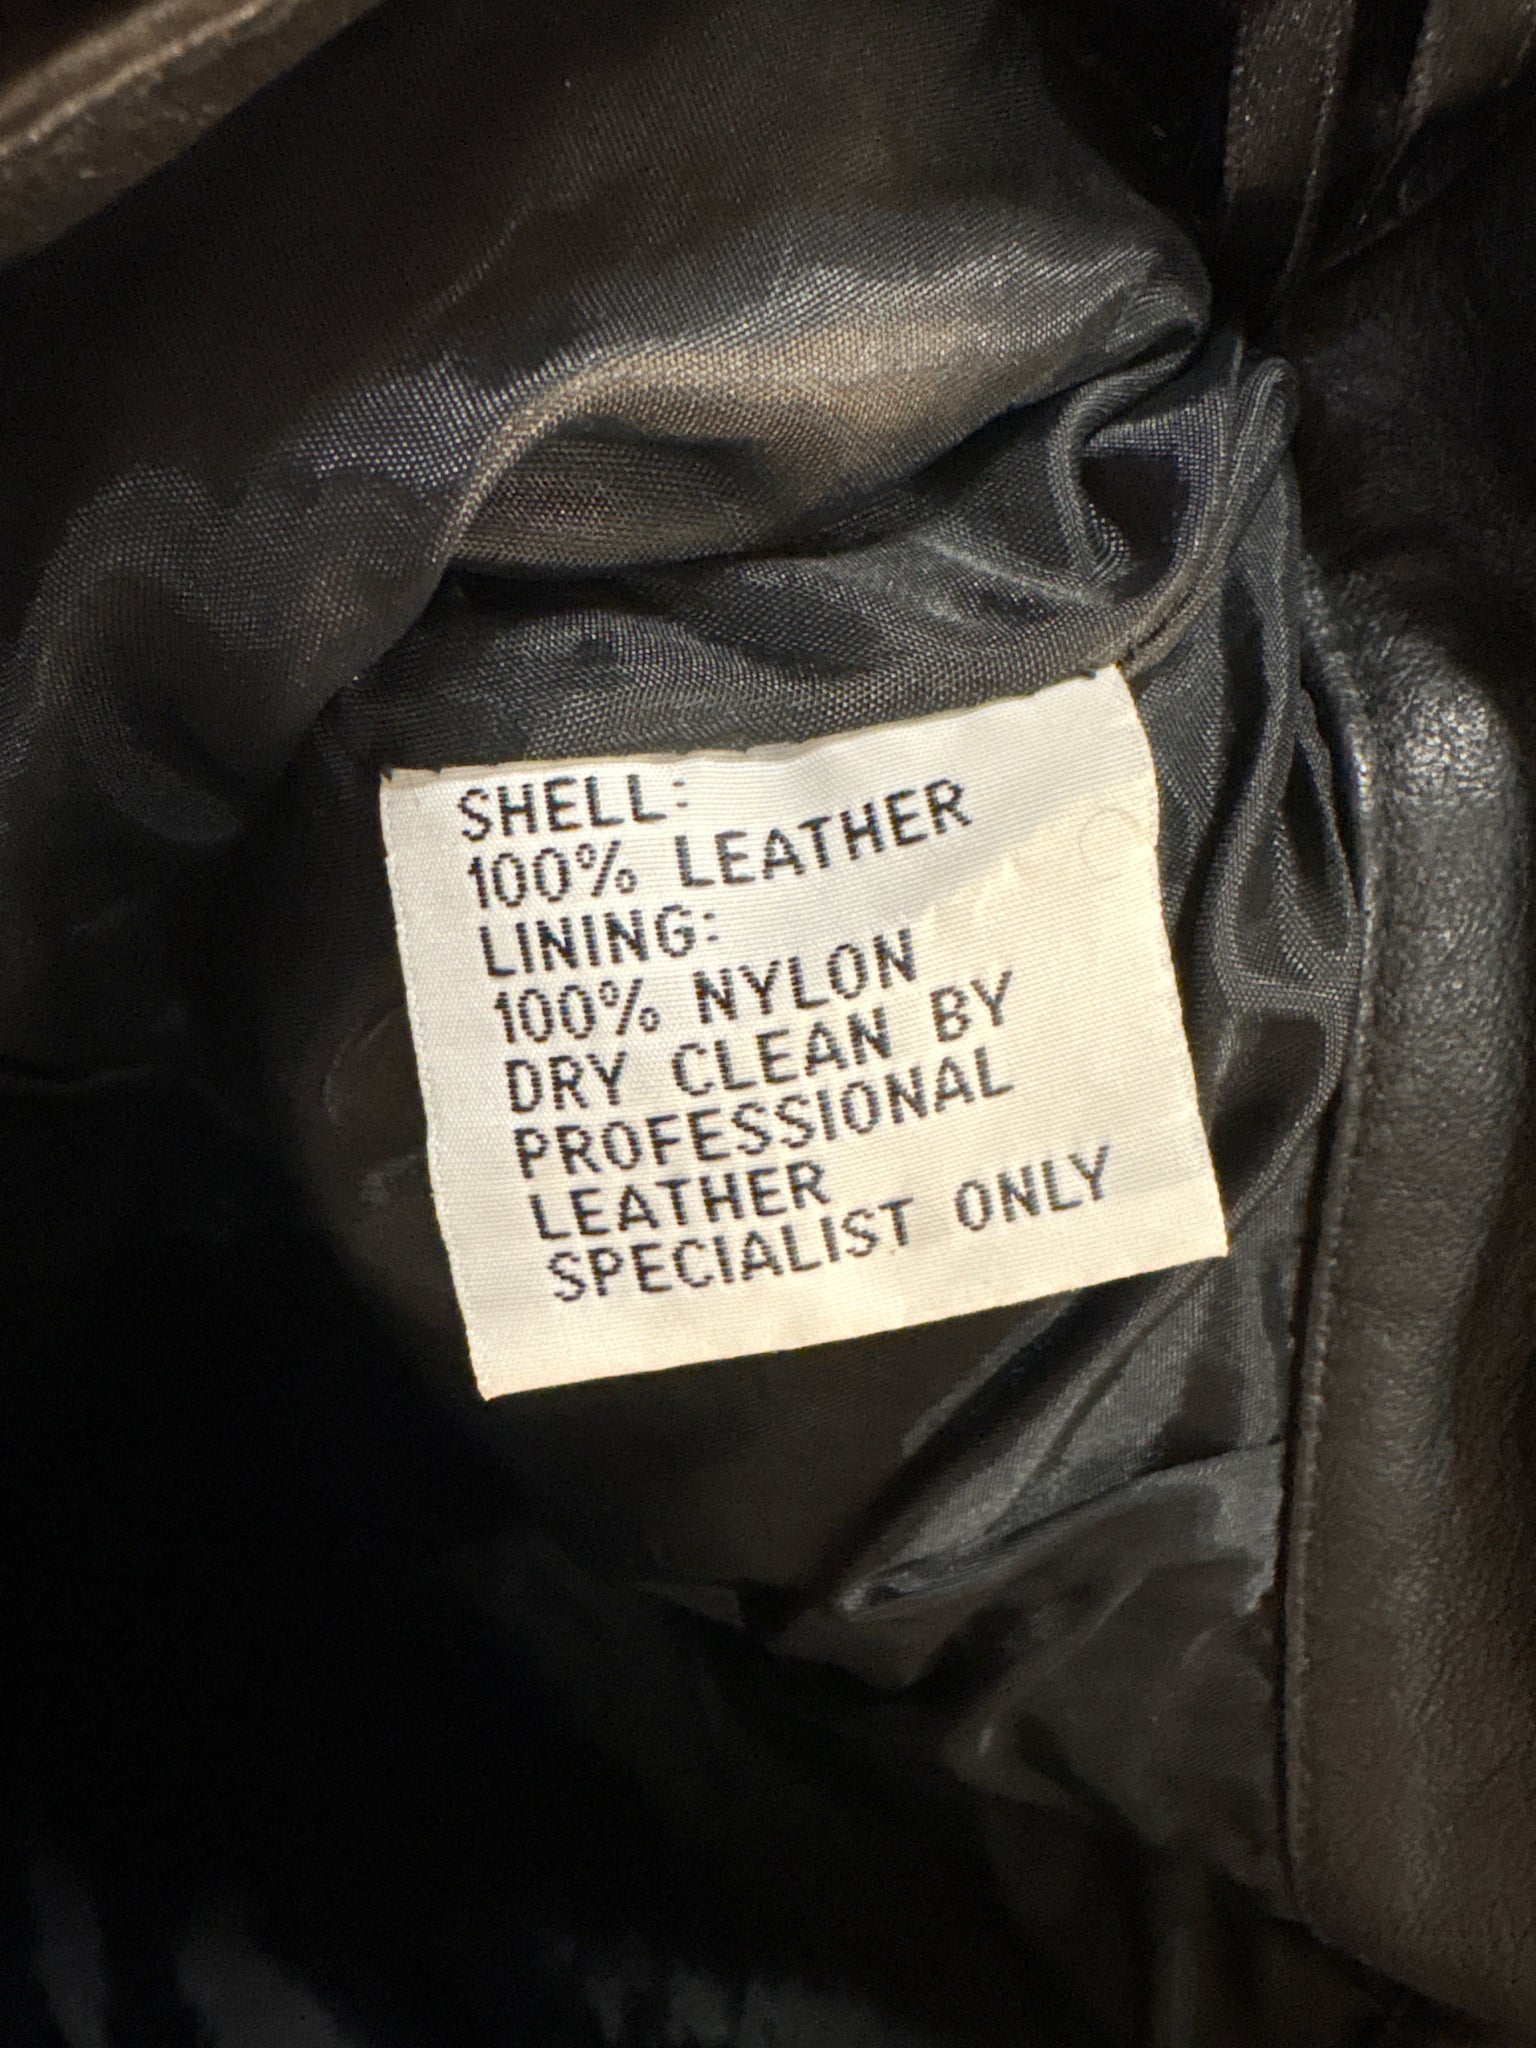 SHELL:
100% LEATHER
LINING:
100% NYLON
DRY CLEAN BY
PROFESSIONAL
LEATHER
SPECIALIST ONLY